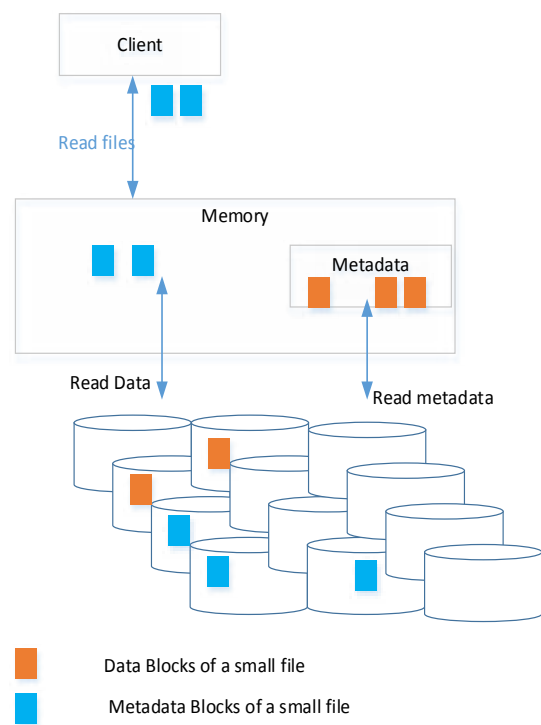 Client
Read files
Memory
Metadata
Read Data
Read metadata
Data Blocks of a small file
Metadata Blocks of a small file